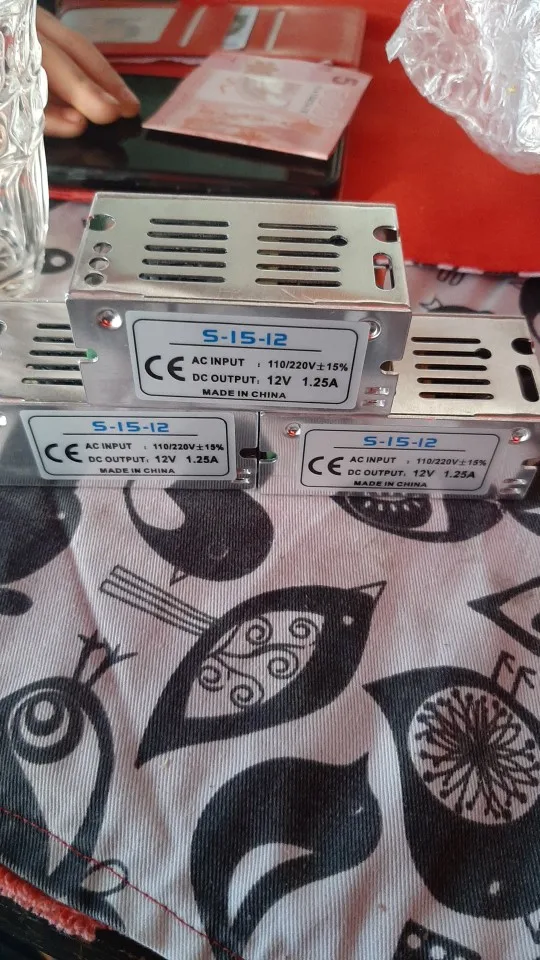 5
S-15-12
CE AC INPUT : 110/220V±15%
DC OUTPUT: 12V 1.25A
MADE IN CHINA
S-15-12
CE AC INPUT : 110/220V±15%
DC OUTPUT: 12V 1.25A
MADE IN CHINA
S-15-12
CE AC INPUT : 110/220V±15%
DC OUTPUT: 12V 1.25A
MADE IN CHINA